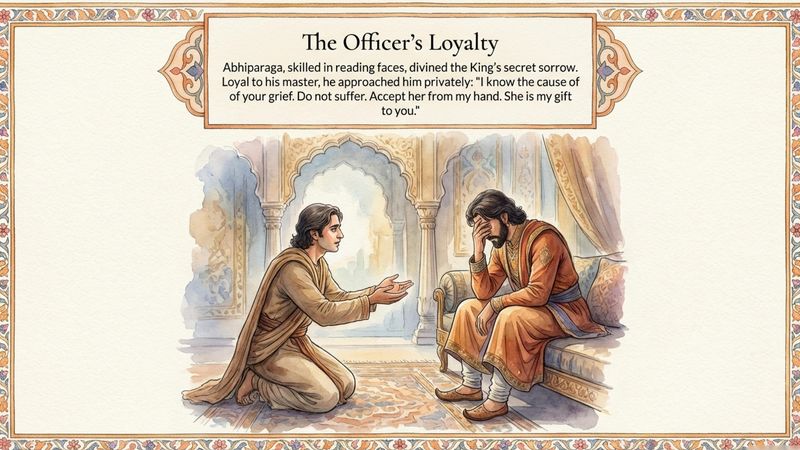 The Officer's Loyalty
Abhiparaga, skilled in reading faces, divined the King's secret sorrow.
Loyal to his master, he approached him privately: "I know the cause of
of your grief. Do not suffer. Accept her from my hand. She is my gift
to you."